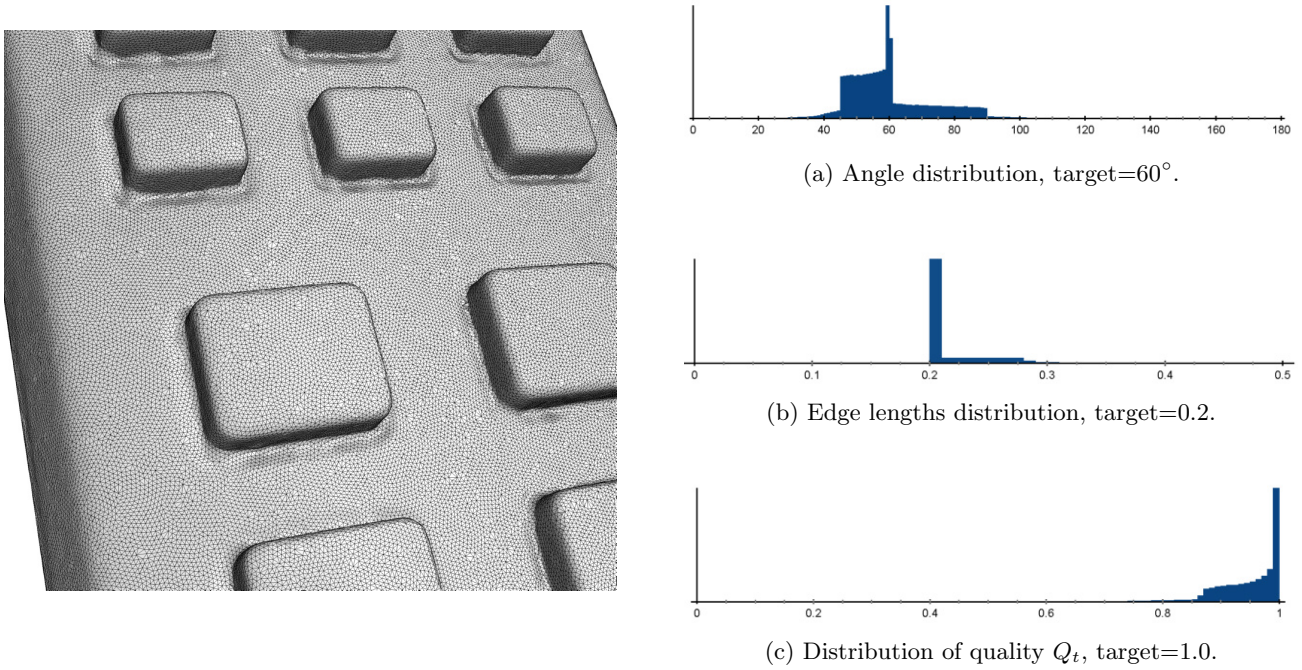 0 20 40 60 80 100 120 140 160 180
(a) Angle distribution, target=60°.
0 0.1 0.2 0.3 0.4 0.5
(b) Edge lengths distribution, target=0.2.
0 0.2 0.4 0.6 0.8 1
(c) Distribution of quality Qₜ, target=1.0.